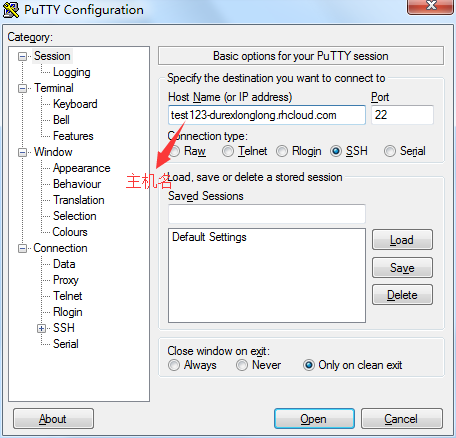 PuTTY Configuration
Category:
Session
Logging
Terminal
Keyboard
Bell
Features
Window
Appearance
Behaviour
Translation
Selection
Colours
Connection
Data
Proxy
Telnet
Rlogin
SSH
Serial
Basic options for your PuTTY session
Specify the destination you want to connect to
Host Name (or IP address) Port
test123-durexlonglong.rhcloud.com 22
Connection type:
Raw Telnet Rlogin SSH Serial
主机名
Load, save or delete a stored session
Saved Sessions
Default Settings
Load
Save
Delete
Close window on exit:
Always Never Only on clean exit
About Open Cancel